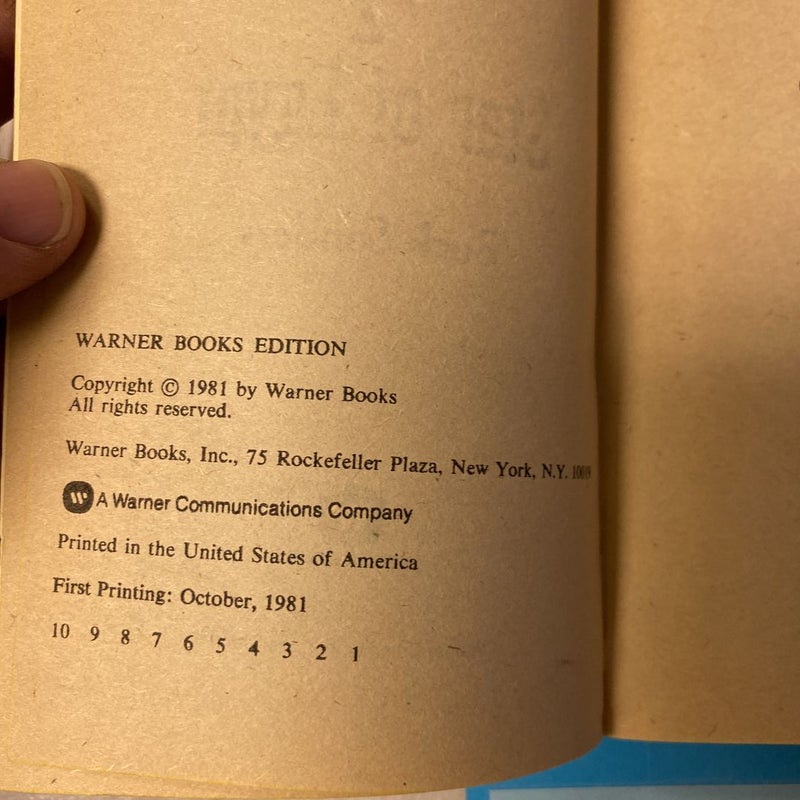 WARNER BOOKS EDITION
Copyright © 1981 by Warner Books
All rights reserved.
Warner Books, Inc., 75 Rockefeller Plaza, New York, N.Y. 10019
A Warner Communications Company
Printed in the United States of America
First Printing: October, 1981
10 9 8 7 6 5 4 3 2 1